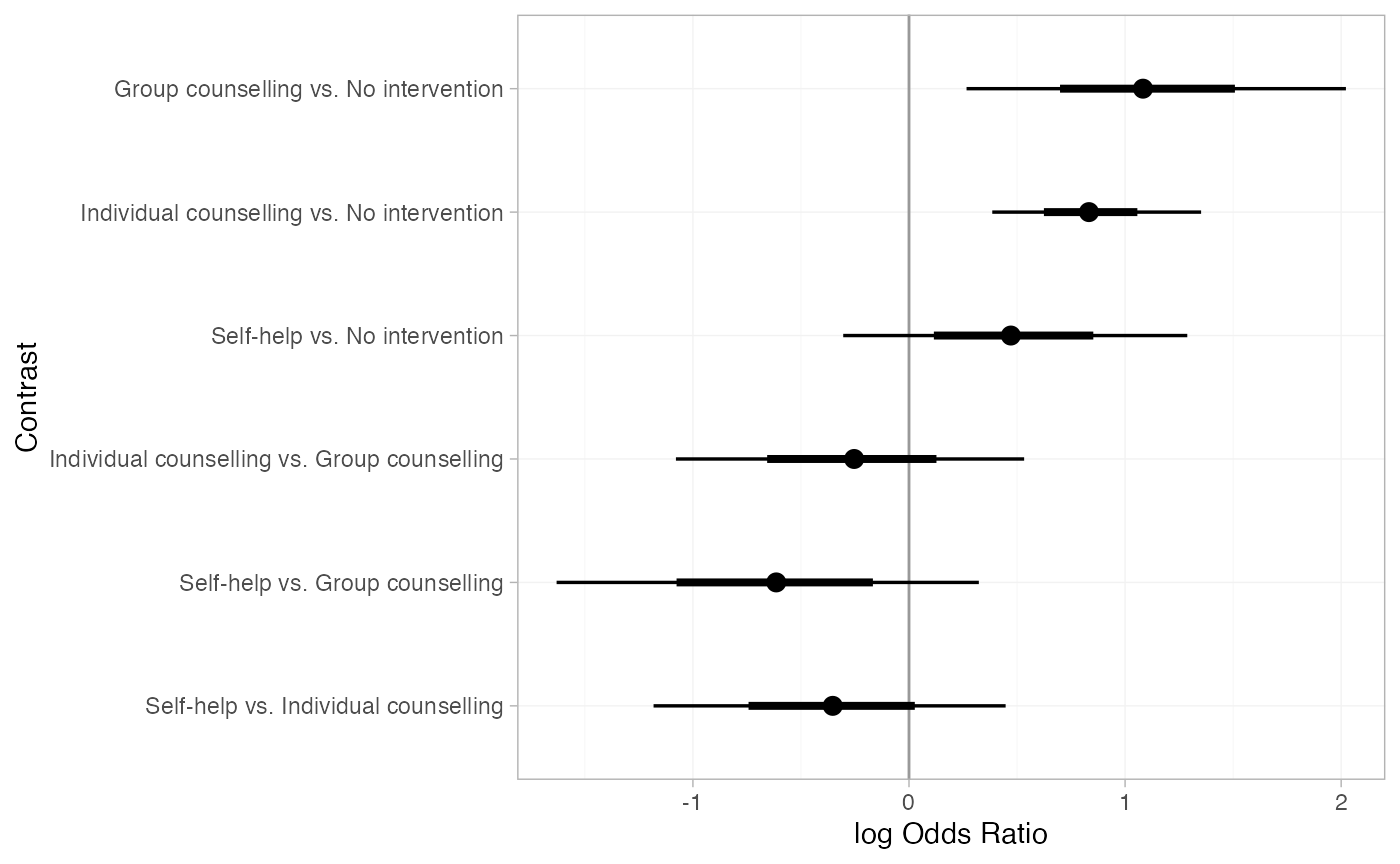 Contrast
Group counselling vs. No intervention
Individual counselling vs. No intervention
Self-help vs. No intervention
Individual counselling vs. Group counselling
Self-help vs. Group counselling
Self-help vs. Individual counselling
-1 0 1 2
log Odds Ratio